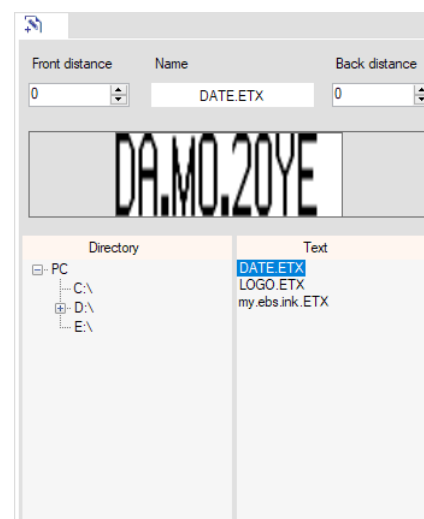 Front distance Name Back distance
0 DATE.ETX 0
DA.MO.20YE
Directory Text
PC DATE.ETX
C:\ LOGO.ETX
D:\ my.ebs.ink.ETX
E:\